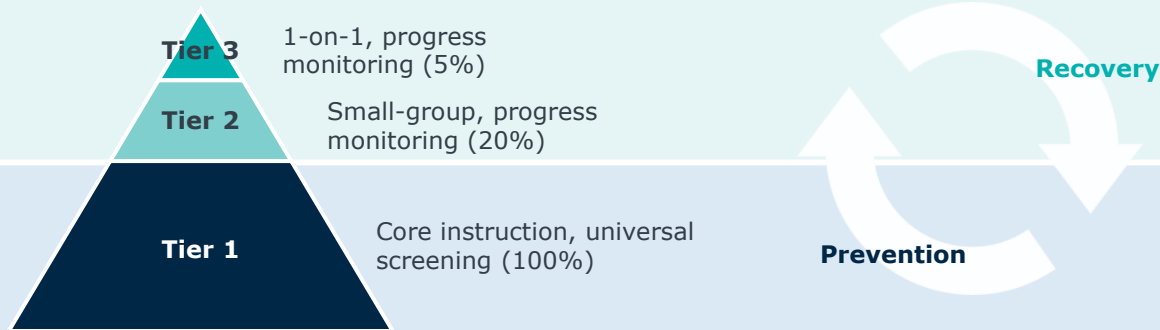 Tier 3
1-on-1, progress
monitoring (5%)
Recovery
Tier 2
Small-group, progress
monitoring (20%)
Tier 1
Core instruction, universal
screening (100%)
Prevention